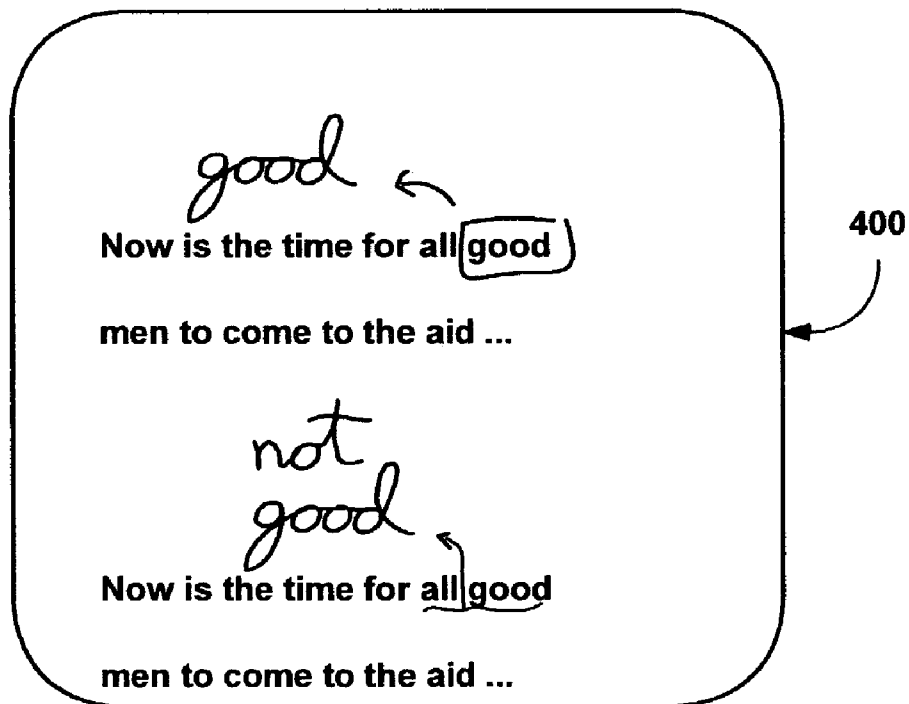 good
Now is the time for all good
400
men to come to the aid ...
not
good
Now is the time for all good
men to come to the aid ...